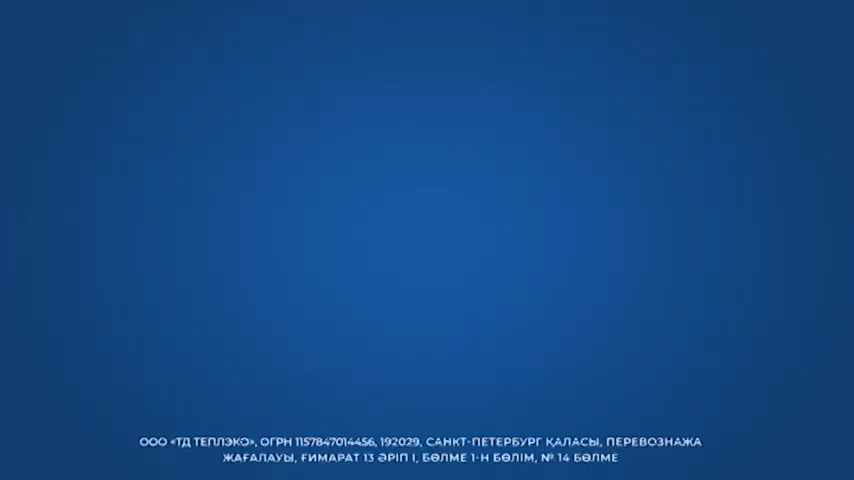 ООО «ТД ТЕПЛЭКО», ОГРН 1157847014456, 192029, САНКТ-ПЕТЕРБУРГ ҚАЛАСЫ, ПЕРЕВОЗНАЖА
ЖАҒАЛАУЫ, ҒИМАРАТ 13 ӘРІП І, БӨЛМЕ 1-Н БӨЛІМ, № 14 БӨЛМЕ